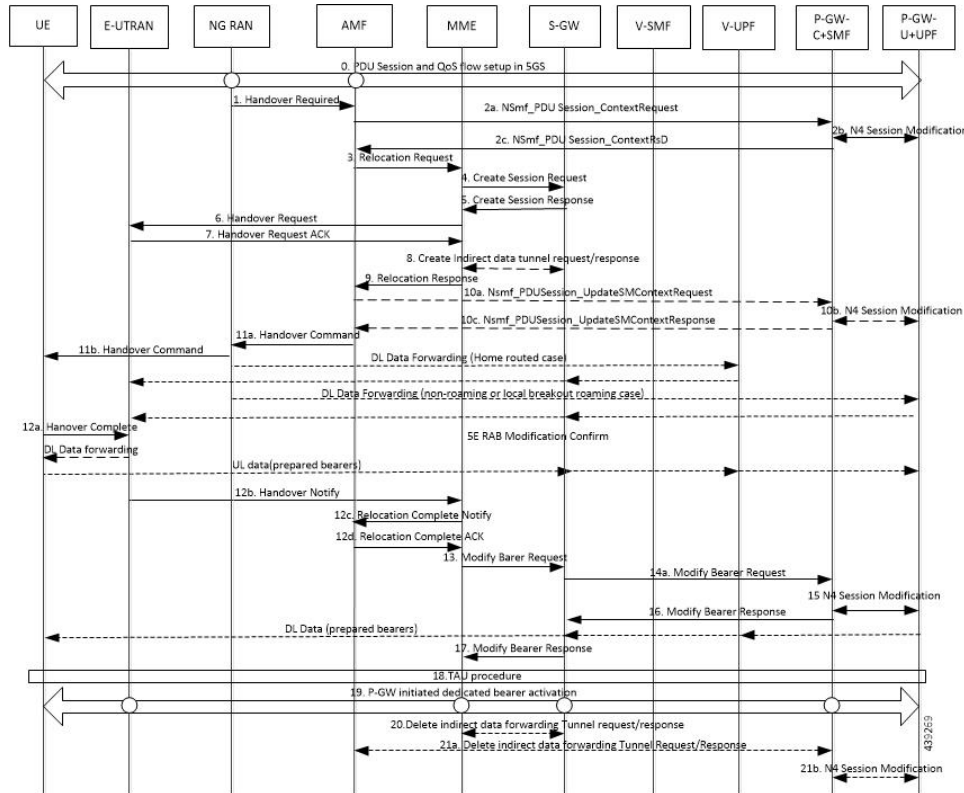 UE
E-UTRAN
NG RAN
AMF
MME
S-GW
V-SMF
V-UPF
P-GW-
C+SMF
P-GW-
U+UPF
0. PDU Session and QoS flow setup in 5GS
1. Handover Required
2a. NSmf_PDU Session_ContextRequest
2b. N4 Session Modification
2c. NSmf_PDU Session_ContextRsD
3. Relocation Request
4. Create Session Request
5. Create Session Response
6. Handover Request
7. Handover Request ACK
8. Create Indirect data tunnel request/response
9. Relocation Response
10a. Nsmf_PDUSession_UpdateSMContextRequest
10b. N4 Session Modification
10c. Nsmf_PDUSession_UpdateSMContextResponse
11a. Handover Command
11b. Handover Command
DL Data Forwarding (Home routed case)
DL Data Forwarding (non-roaming or local breakout roaming case)
12a. Hanover Complete
5E RAB Modification Confirm
DL Data forwarding
UL data(prepared bearers)
12b. Handover Notify
12c. Relocation Complete Notify
12d. Relocation Complete ACK
13. Modify Barer Request
14a. Modify Bearer Request
15 N4 Session Modification
16. Modify Bearer Response
DL Data (prepared bearers)
17. Modify Bearer Response
18.TAU procedure
19. P-GW initiated dedicated bearer activation
20.Delete indirect data forwarding Tunnel request/response
21a. Delete indirect data forwarding Tunnel Request/Response
21b. N4 Session Modification
439269